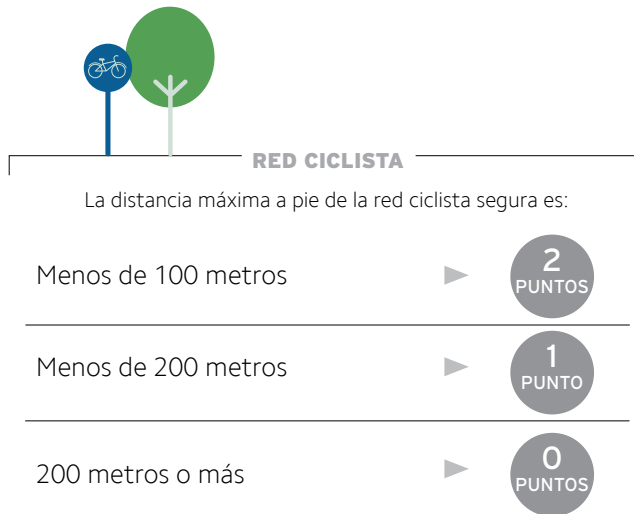 RED CICLISTA
La distancia máxima a pie de la red ciclista segura es:
Menos de 100 metros
2
PUNTOS
Menos de 200 metros
1
PUNTO
200 metros o más
0
PUNTOS